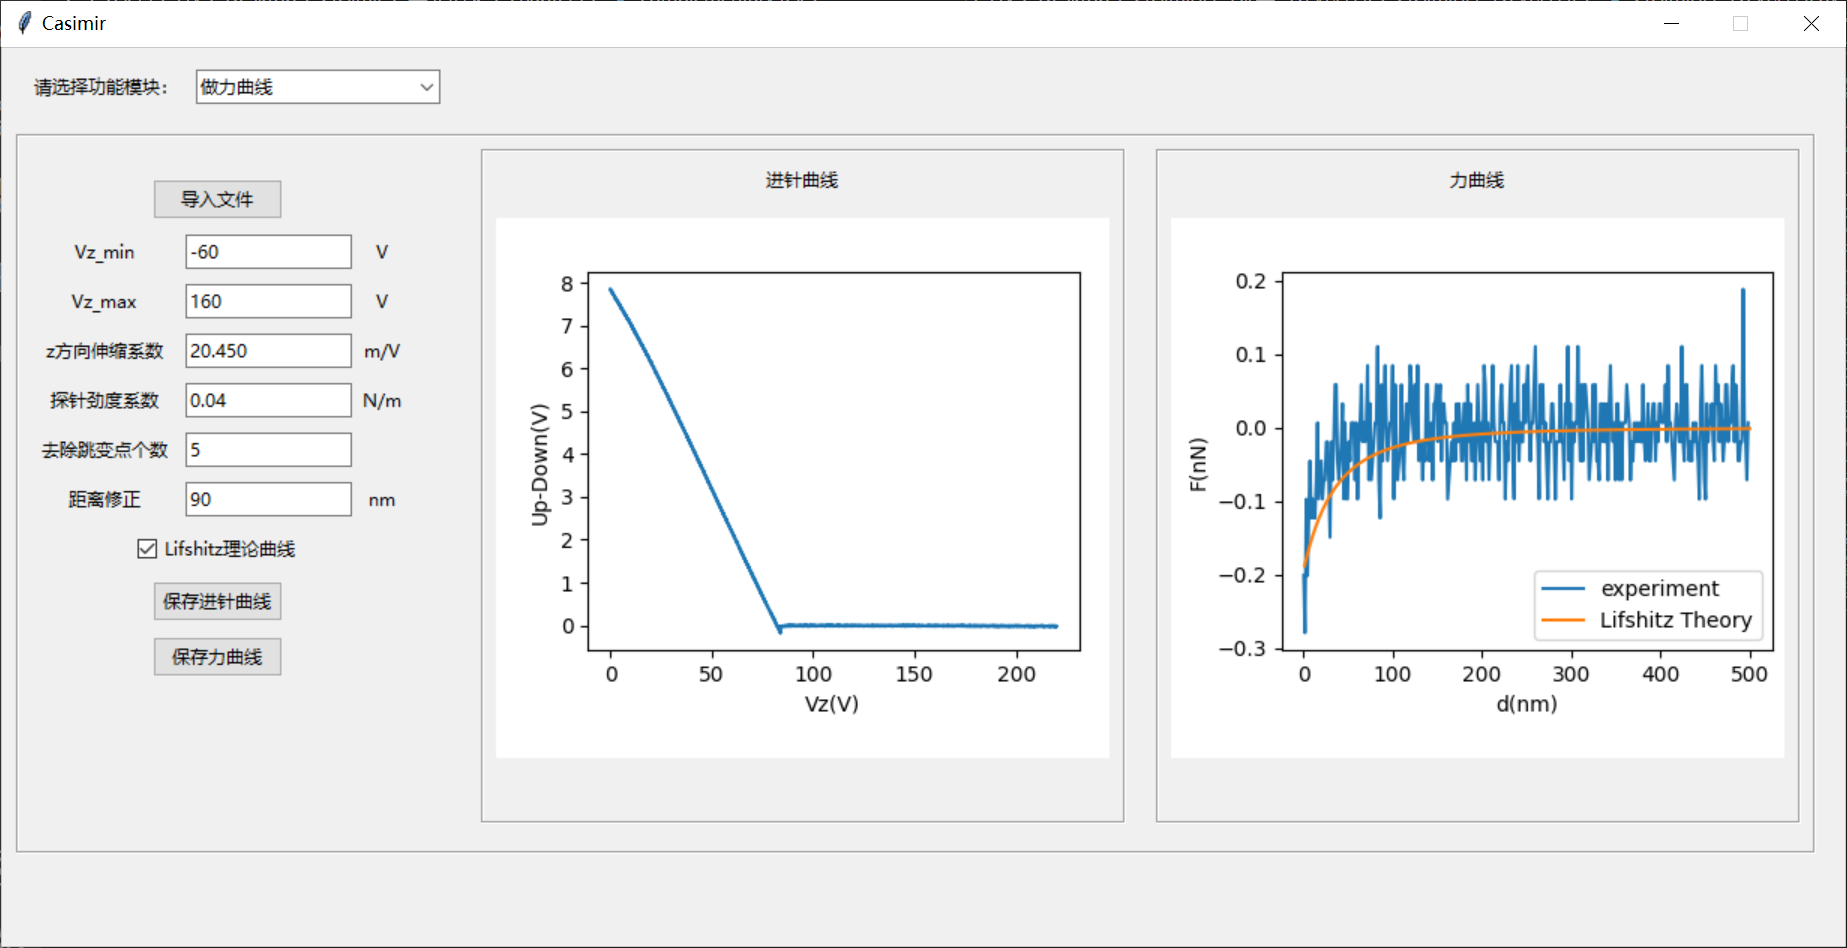 Casimir
请选择功能模块： 做力曲线
导入文件
Vz_min -60 V
Vz_max 160 V
z方向伸缩系数 20.450 m/V
探针劲度系数 0.04 N/m
去除跳变点个数 5
距离修正 90 nm
Lifshitz理论曲线
保存进针曲线
保存力曲线
进针曲线
8
7
6
5
4
3
2
1
0
Up-Down(V)
0 50 100 150 200
Vz(V)
力曲线
0.2
0.1
0.0
−0.1
−0.2
−0.3
F(nN)
experiment
Lifshitz Theory
0 100 200 300 400 500
d(nm)